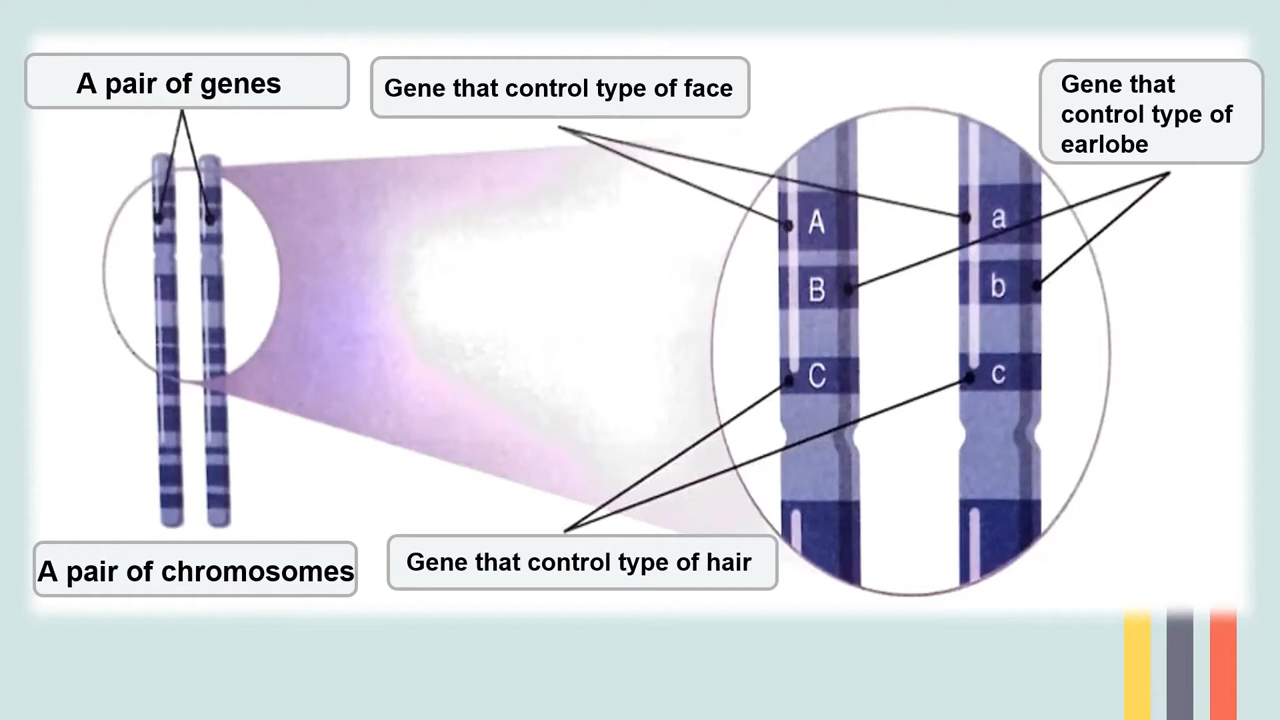 A pair of genes
Gene that control type of face
Gene that
control type of
earlobe
A a
B b
C c
A pair of chromosomes
Gene that control type of hair